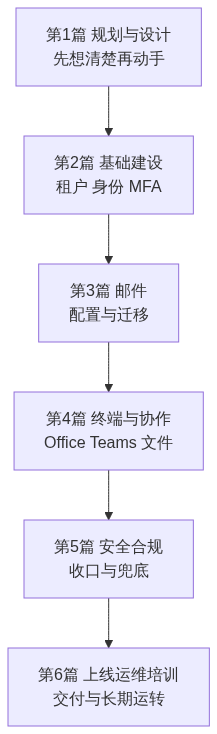 第1篇 规划与设计
先想清楚再动手
第2篇 基础建设
租户 身份 MFA
第3篇 邮件
配置与迁移
第4篇 终端与协作
Office Teams 文件
第5篇 安全合规
收口与兜底
第6篇 上线运维培训
交付与长期运转